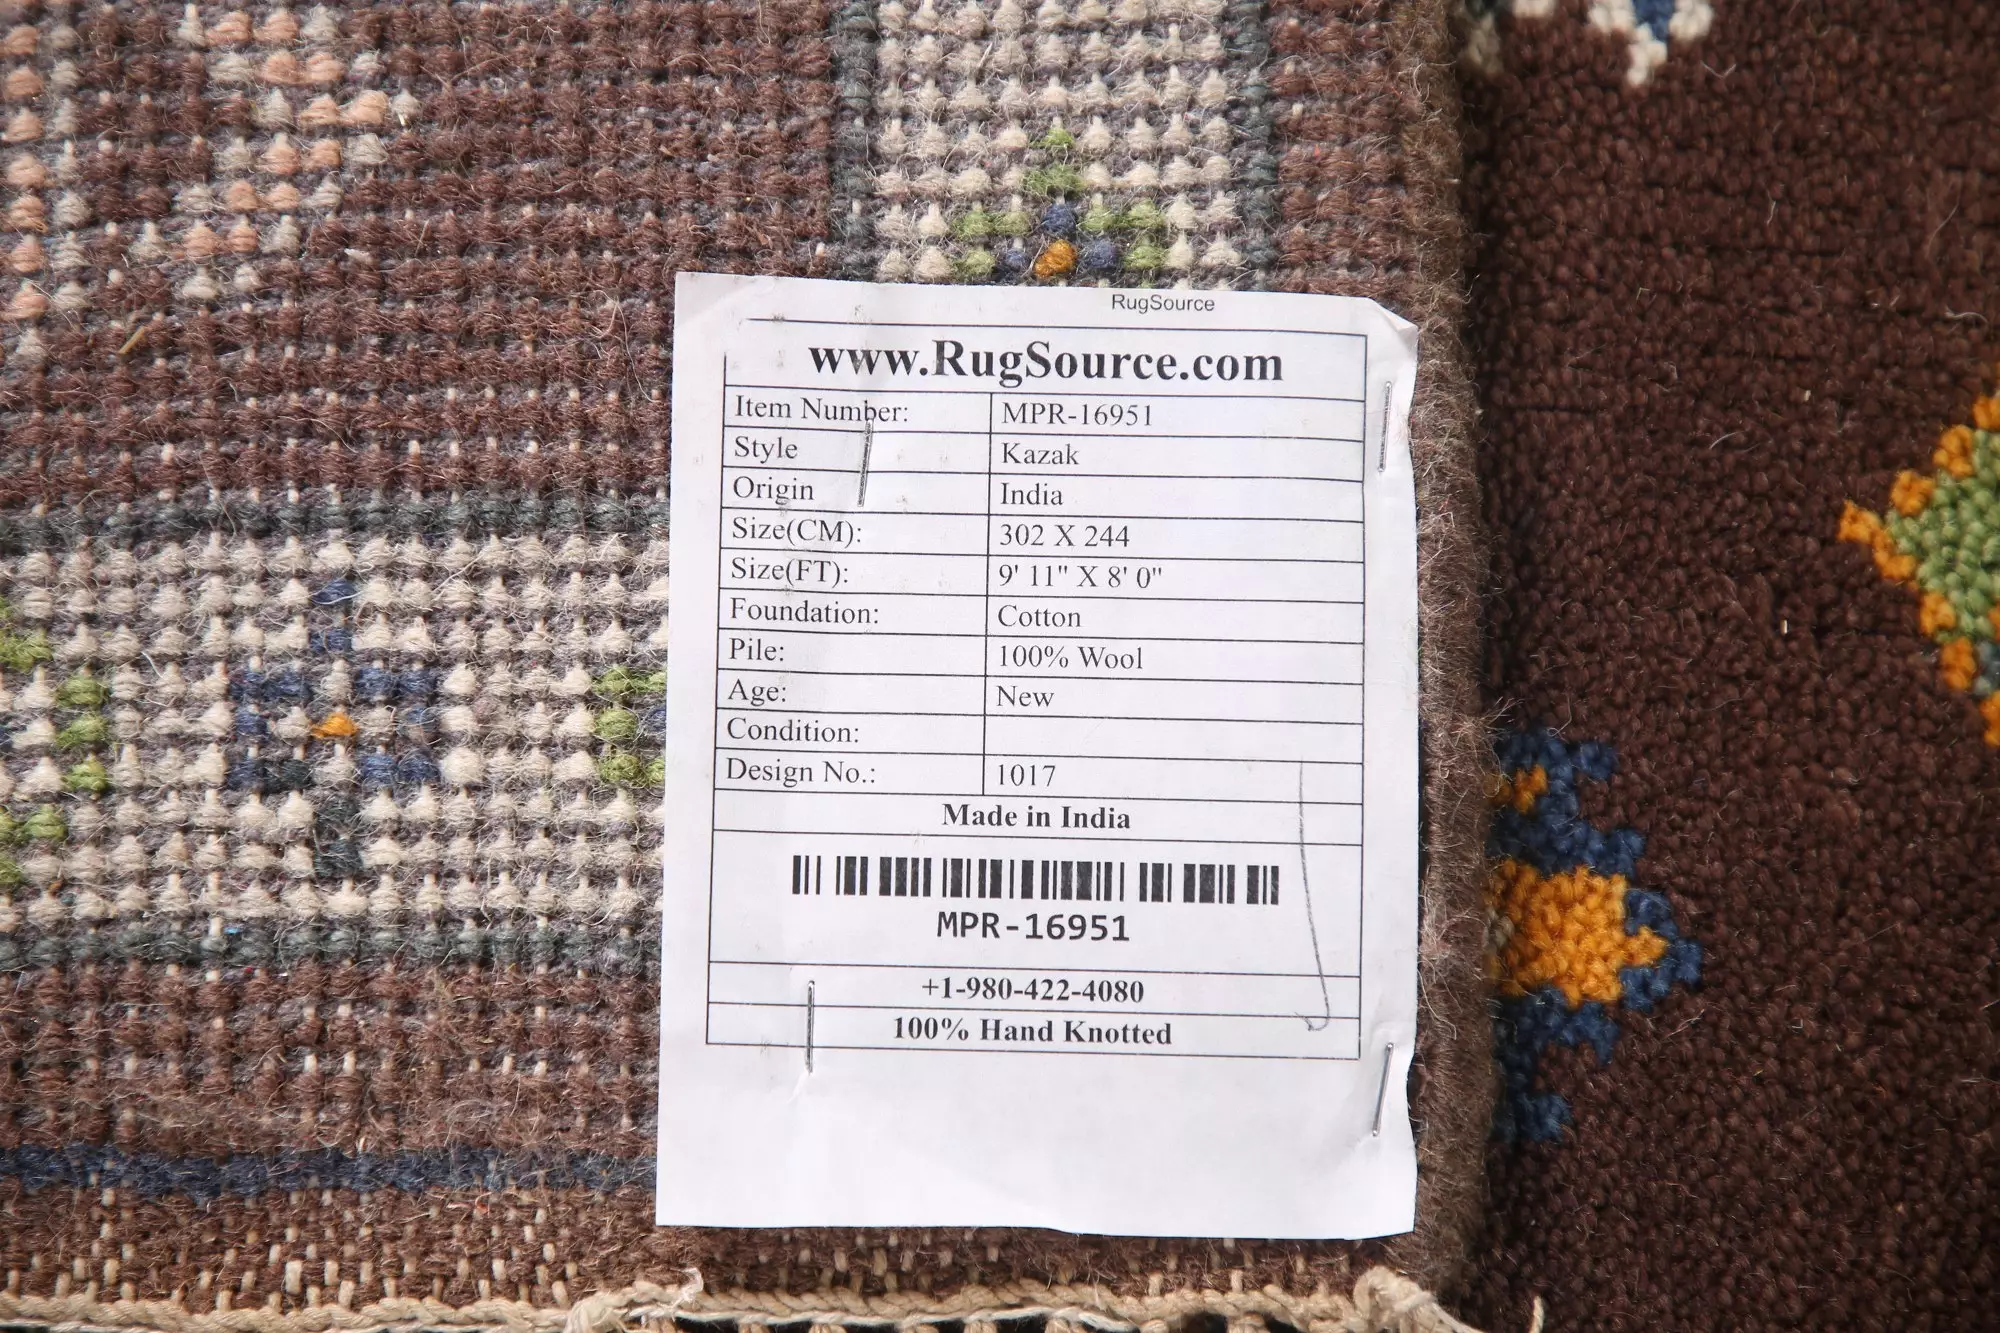 RugSource
www.RugSource.com
Item Number: MPR-16951
Style Kazak
Origin India
Size(CM): 302 X 244
Size(FT): 9' 11" X 8' 0"
Foundation: Cotton
Pile: 100% Wool
Age: New
Condition:
Design No.: 1017
Made in India
MPR-16951
+1-980-422-4080
100% Hand Knotted